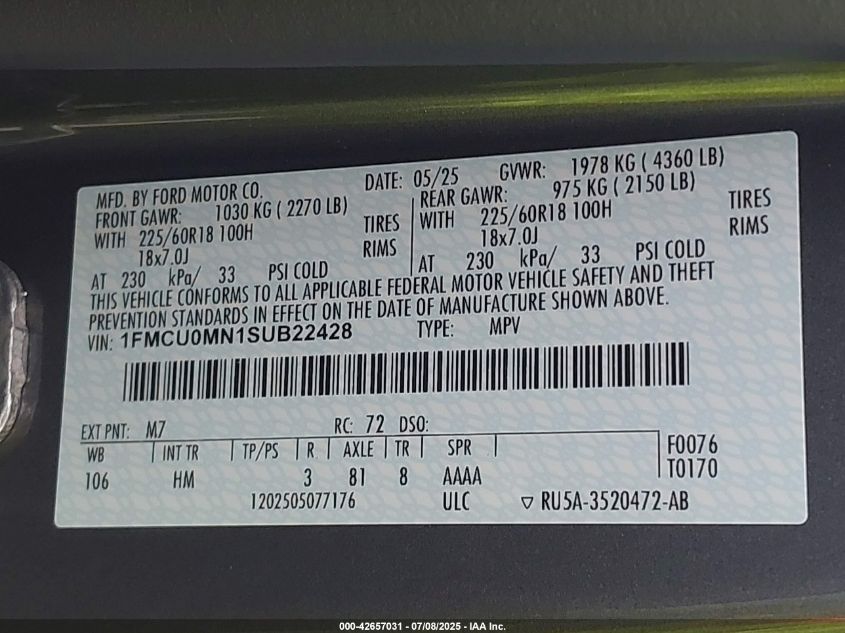 MFD. BY FORD MOTOR CO. DATE: 05/25 GVWR: 1978 KG ( 4360 LB)
FRONT GAWR: 1030 KG ( 2270 LB) REAR GAWR: 975 KG ( 2150 LB)
WITH 225/60R18 100H TIRES WITH 225/60R18 100H TIRES
18x7.0J RIMS 18x7.0J RIMS
AT 230 kPa/ 33 PSI COLD AT 230 kPa/ 33 PSI COLD
THIS VEHICLE CONFORMS TO ALL APPLICABLE FEDERAL MOTOR VEHICLE SAFETY AND THEFT
PREVENTION STANDARDS IN EFFECT ON THE DATE OF MANUFACTURE SHOWN ABOVE.
VIN: 1FMCU0MN1SUB22428 TYPE: MPV
EXT PNT: M7 RC: 72 DSO:
WB INT TR TP/PS R AXLE TR SPR F0076
106 HM 3 81 8 AAAA T0170
1202505077176 ULC ▽ RU5A-3520472-AB
000-42657031 - 07/08/2025 - IAA Inc.